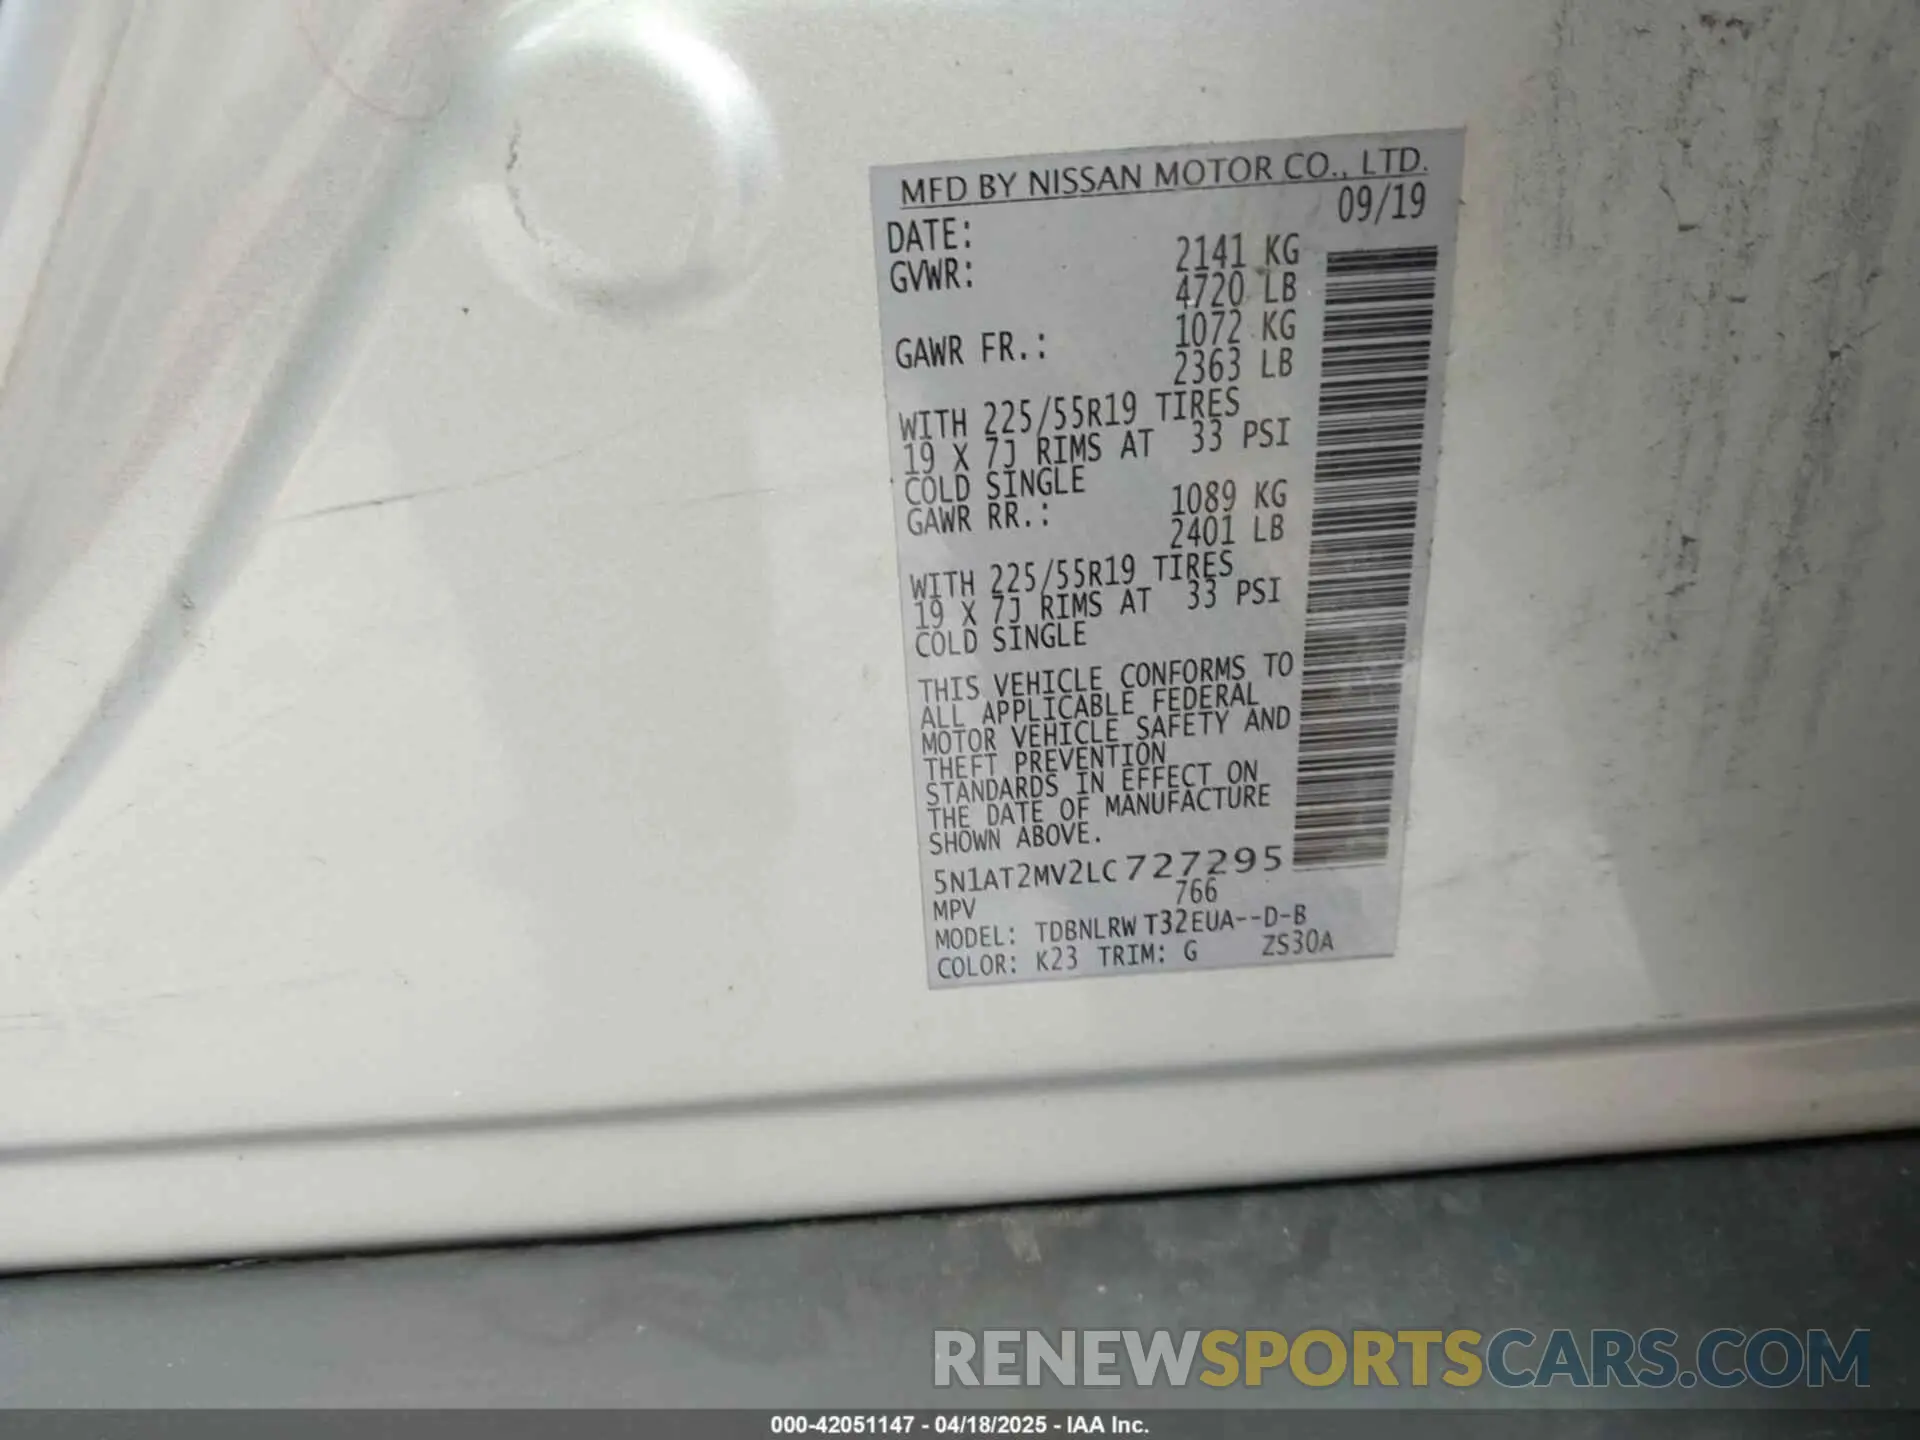 MFD BY NISSAN MOTOR CO., LTD.
DATE: 09/19
GVWR: 2141 KG
4720 LB
GAWR FR.: 1072 KG
2363 LB
WITH 225/55R19 TIRES
19 X 7J RIMS AT 33 PSI
COLD SINGLE
GAWR RR.: 1089 KG
2401 LB
WITH 225/55R19 TIRES
19 X 7J RIMS AT 33 PSI
COLD SINGLE
THIS VEHICLE CONFORMS TO
ALL APPLICABLE FEDERAL
MOTOR VEHICLE SAFETY AND
THEFT PREVENTION
STANDARDS IN EFFECT ON
THE DATE OF MANUFACTURE
SHOWN ABOVE.
5N1AT2MV2LC727295
MPV 766
MODEL: TDBNLRW T32EUA--D-B
COLOR: K23 TRIM: G ZS30A
RENEWSPORTSCARS.COM
000-42051147 - 04/18/2025 - IAA Inc.